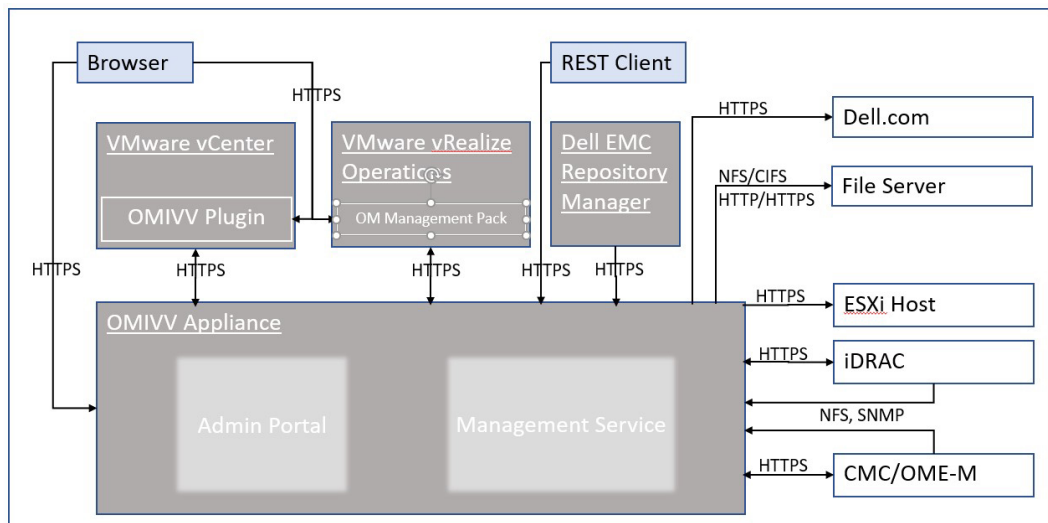 Browser
REST Client
HTTPS
HTTPS
VMware vCenter
OMIVV Plugin
VMware vRealize
Operations
OM Management Pack
Dell EMC
Repository
Manager
Dell.com
NFS/CIFS
HTTP/HTTPS
File Server
HTTPS
HTTPS
HTTPS
HTTPS
HTTPS
HTTPS
ESXi Host
OMIVV Appliance
Admin Portal
Management Service
HTTPS
iDRAC
NFS, SNMP
HTTPS
CMC/OME-M